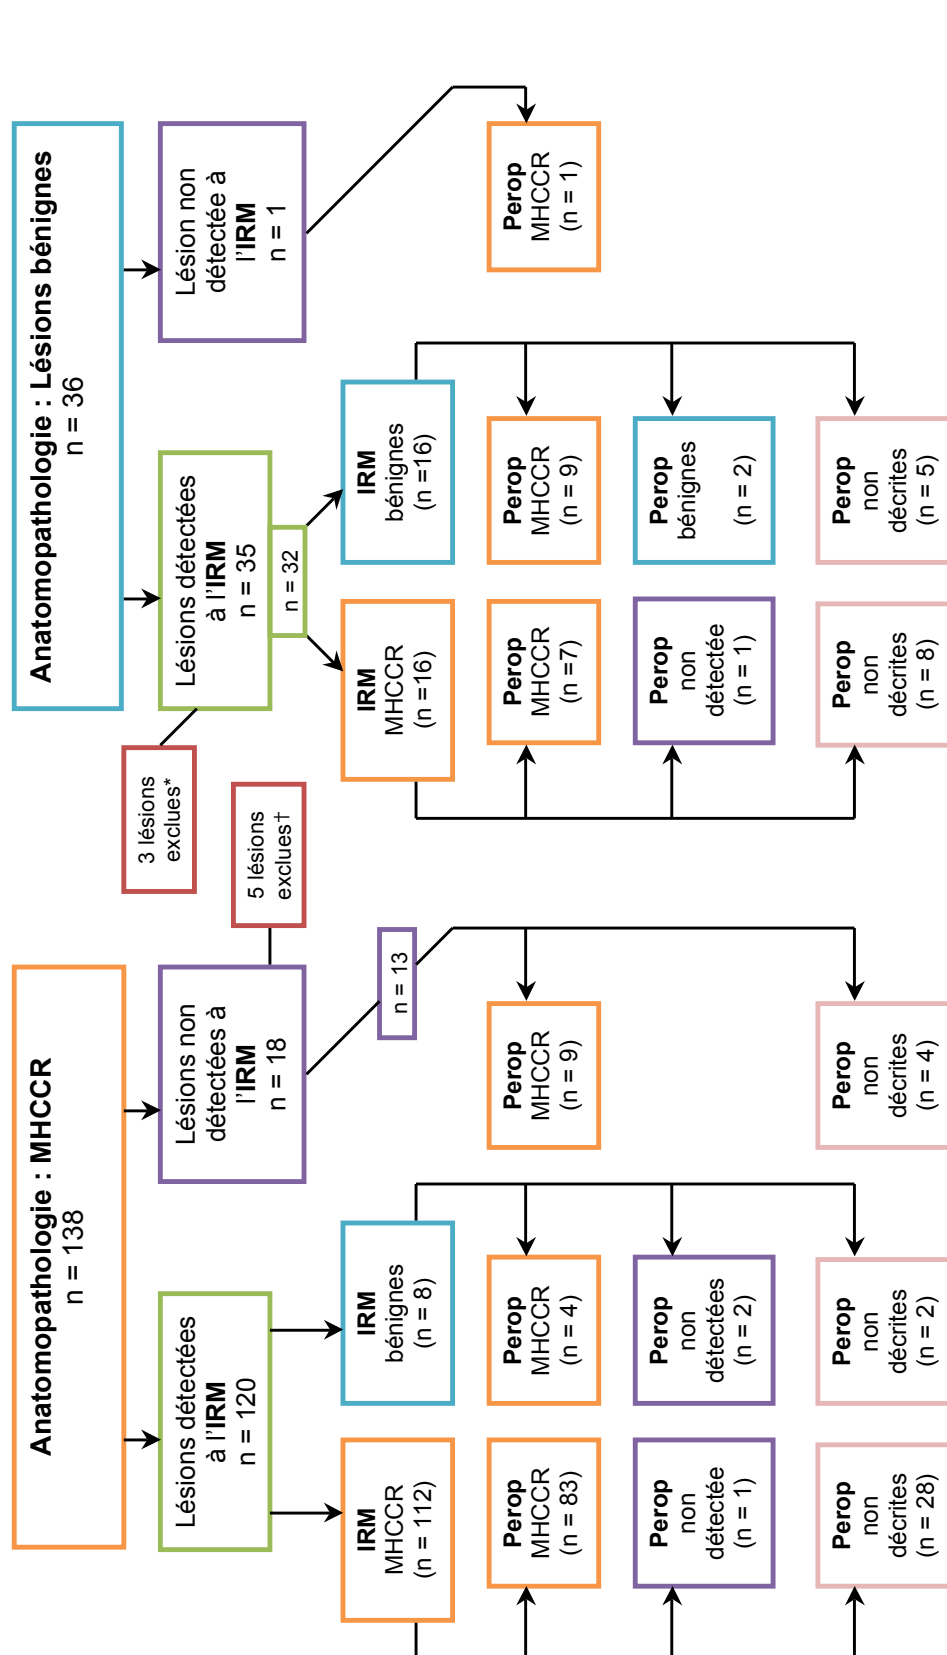 Anatomopathologie : MHCCR
n = 138
Lésions détectées
à l'IRM
n = 120
Lésions non
détectées à
l'IRM
n = 18
5 lésions
exclues†
n = 13
IRM
MHCCR
(n = 112)
IRM
bénignes
(n = 8)
Perop
MHCCR
(n = 83)
Perop
MHCCR
(n = 4)
Perop
MHCCR
(n = 9)
Perop
non
détectée
(n = 1)
Perop
non
détectées
(n = 2)
Perop
non
décrites
(n = 28)
Perop
non
décrites
(n = 2)
Perop
non
décrites
(n = 4)
Anatomopathologie : Lésions bénignes
n = 36
3 lésions
exclues*
Lésions détectées
à l'IRM
n = 35
n = 32
Lésion non
détectée à
l'IRM
n = 1
IRM
MHCCR
(n =16)
IRM
bénignes
(n =16)
Perop
MHCCR
(n =7)
Perop
MHCCR
(n = 9)
Perop
MHCCR
(n = 1)
Perop
non
détectée
(n = 1)
Perop
bénignes
(n = 2)
Perop
non
décrites
(n = 8)
Perop
non
décrites
(n = 5)